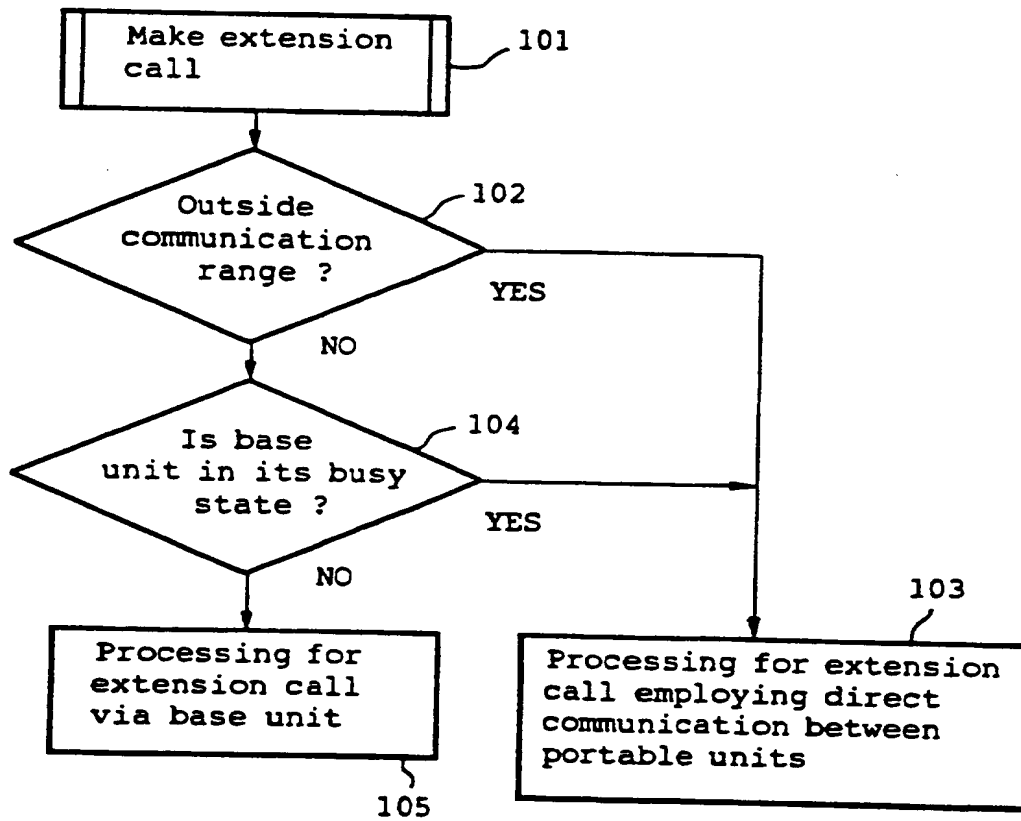 Make extension
call
101
Outside
communication
range ?
102
YES
NO
Is base
unit in its busy
state ?
104
YES
NO
Processing for
extension call
via base unit
105
103
Processing for extension
call employing direct
communication between
portable units